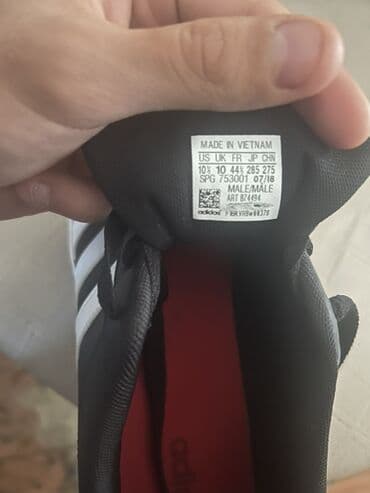 MADE IN VIETNAM
US UK FR JP CHN
10½ 10 44⅔ 285 275
SPG 753001 07/18
MALE/MALE
ART B74494
adidas
adidas